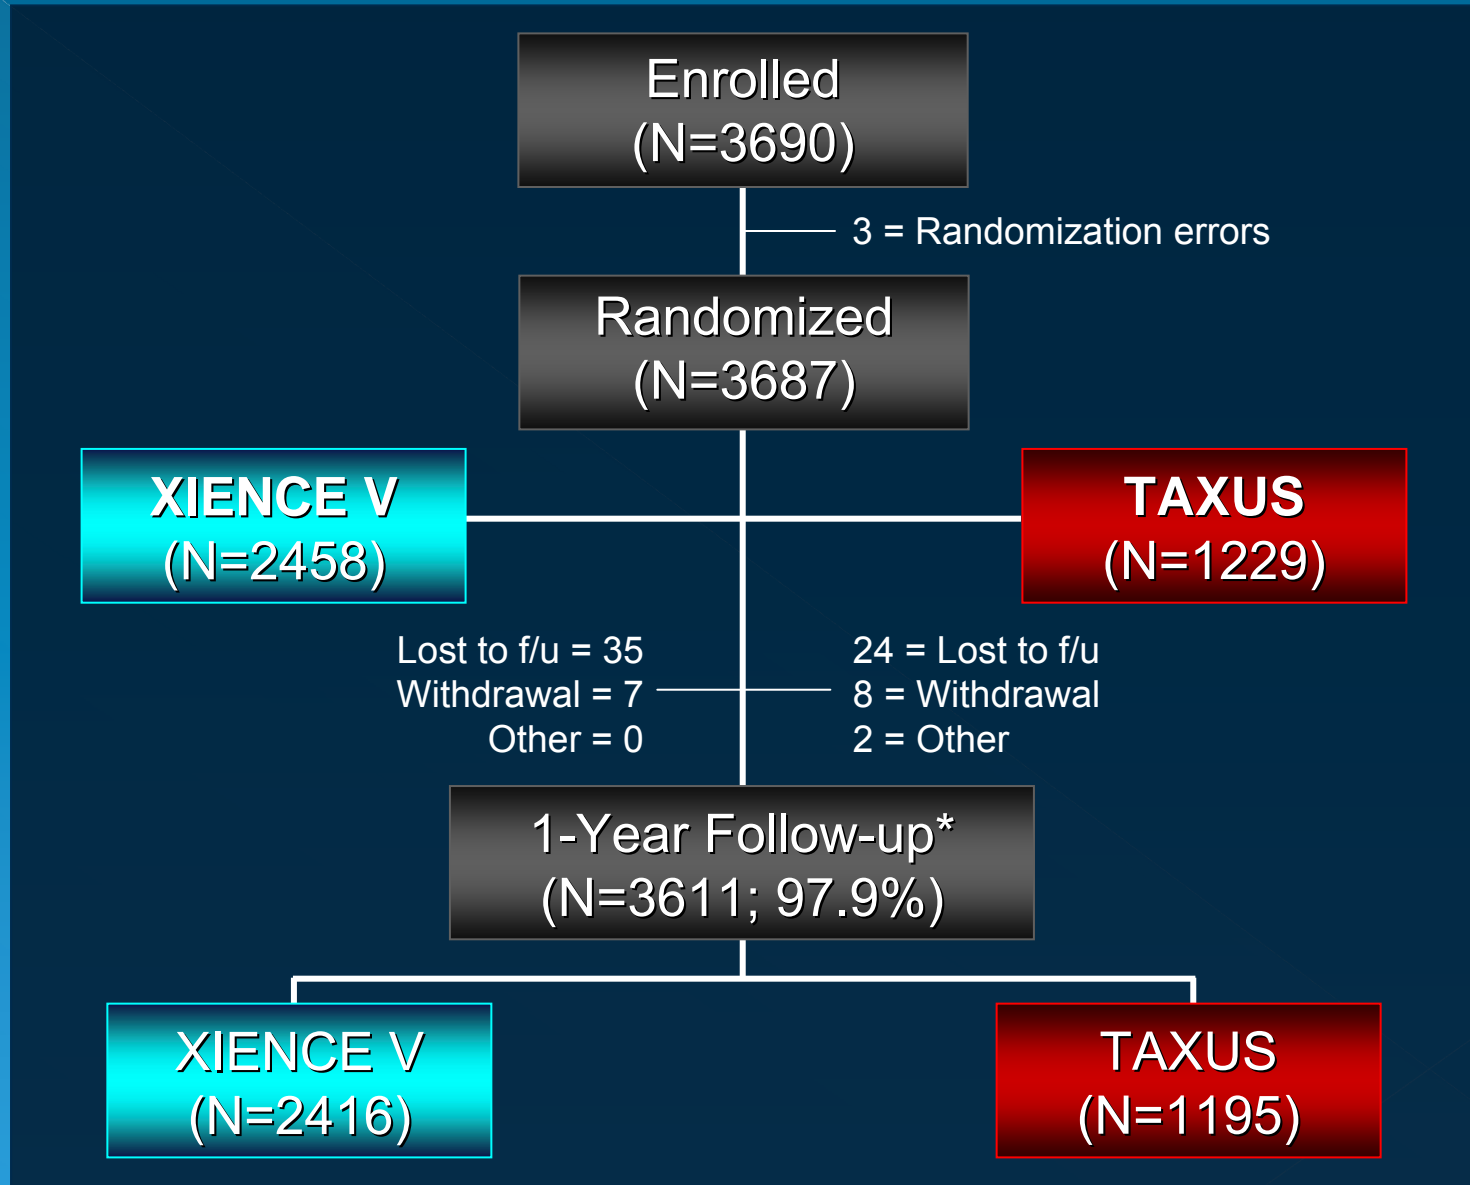 Enrolled
(N=3690)
3 = Randomization errors
Randomized
(N=3687)
XIENCE V
(N=2458)
TAXUS
(N=1229)
Lost to f/u = 35
Withdrawal = 7
Other = 0
24 = Lost to f/u
8 = Withdrawal
2 = Other
1-Year Follow-up*
(N=3611; 97.9%)
XIENCE V
(N=2416)
TAXUS
(N=1195)